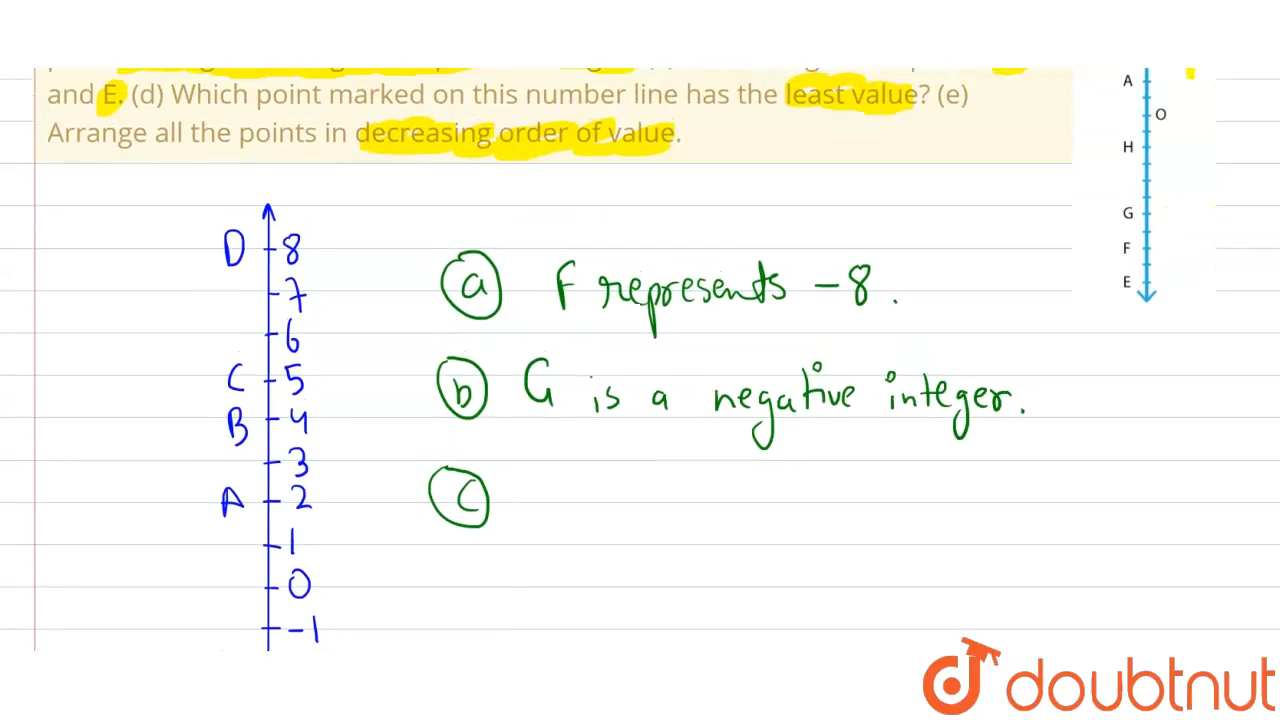 and E. (d) Which point marked on this number line has the least value? (e)
Arrange all the points in decreasing order of value.
A
O
H
G
F
E
D 8
7
6
C 5
B 4
3
A 2
1
0
-1
a F represents -8.
b G is a negative integer.
C
doubtnut